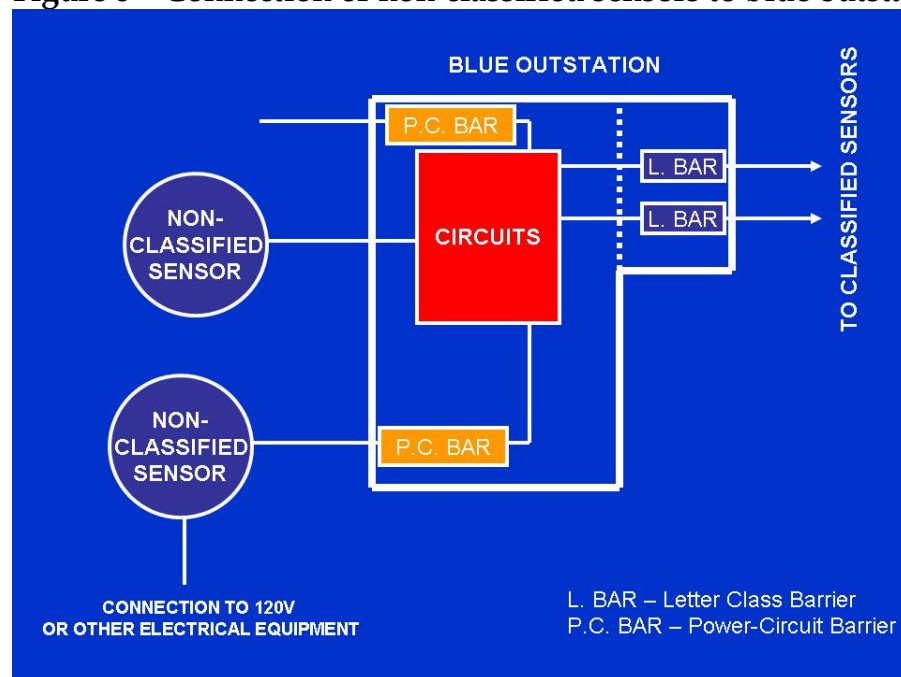 BLUE OUTSTATION
P.C. BAR
TO CLASSIFIED SENSORS
L. BAR
NON-
CLASSIFIED
SENSOR
CIRCUITS
L. BAR
NON-
CLASSIFIED
SENSOR
P.C. BAR
CONNECTION TO 120V
OR OTHER ELECTRICAL EQUIPMENT
L. BAR – Letter Class Barrier
P.C. BAR – Power-Circuit Barrier